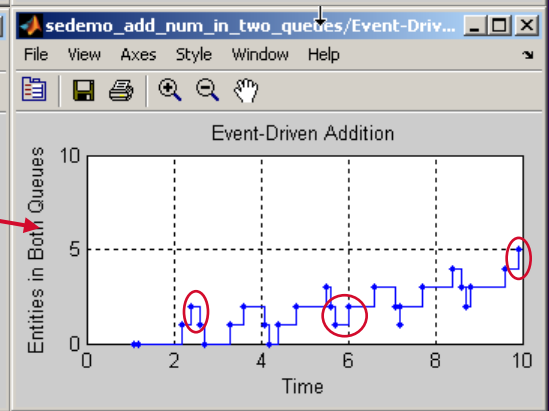 sedemo_add_num_in_two_queues/Event-Driv...
File View Axes Style Window Help
Event-Driven Addition
Entities in Both Queues
10
5
0
0 2 4 6 8 10
Time